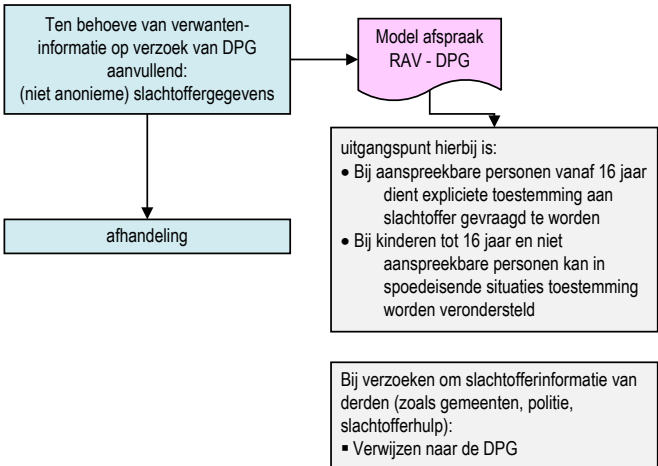 Ten behoeve van verwanten-
informatie op verzoek van DPG
aanvullend:
(niet anonieme) slachtoffergegevens
Model afspraak
RAV - DPG
uitgangspunt hierbij is:
• Bij aanspreekbare personen vanaf 16 jaar
dient expliciete toestemming aan
slachtoffer gevraagd te worden
• Bij kinderen tot 16 jaar en niet
aanspreekbare personen kan in
spoedeisende situaties toestemming
worden verondersteld
afhandeling
Bij verzoeken om slachtofferinformatie van
derden (zoals gemeenten, politie,
slachtofferhulp):
▪ Verwijzen naar de DPG